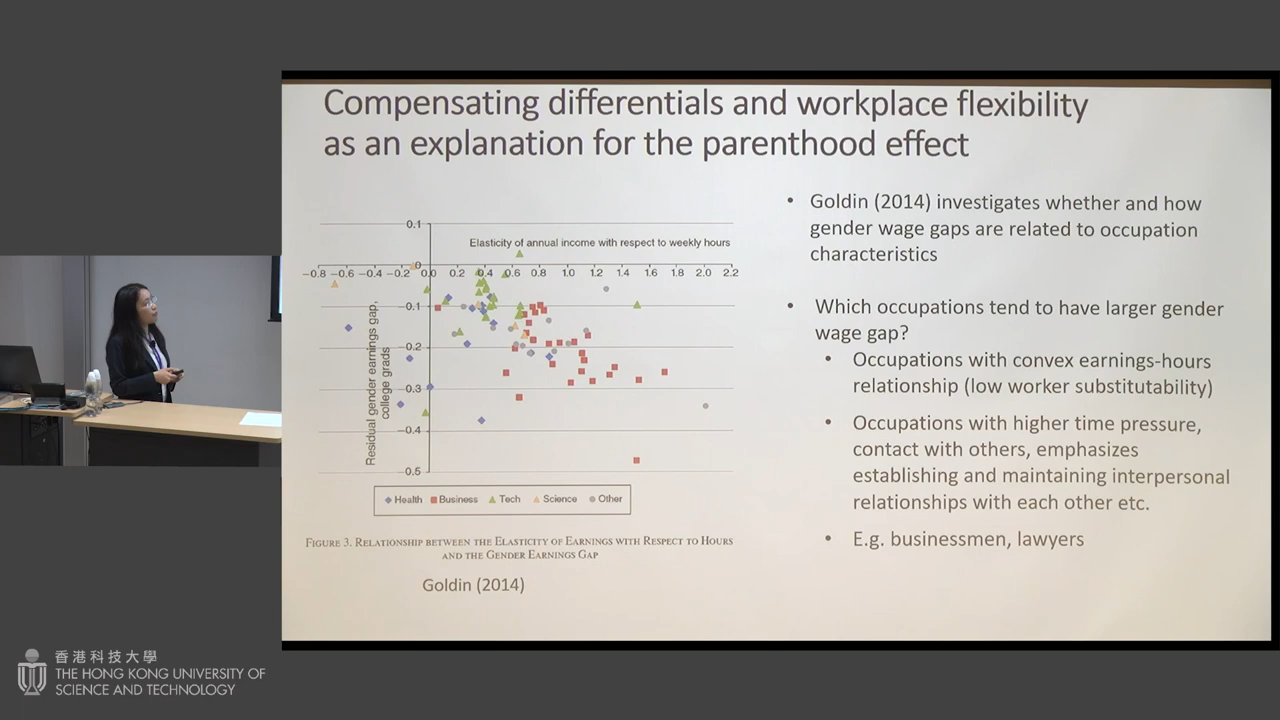 Compensating differentials and workplace flexibility
as an explanation for the parenthood effect
0.1
Elasticity of annual income with respect to weekly hours
0
−0.8 −0.6 −0.4 −0.2 0.0 0.2 0.4 0.6 0.8 1.0 1.2 1.4 1.6 1.8 2.0 2.2
−0.1
−0.2
−0.3
−0.4
−0.5
Residual gender earnings gap,
college grads
Health Business Tech Science Other
FIGURE 3. RELATIONSHIP BETWEEN THE ELASTICITY OF EARNINGS WITH RESPECT TO HOURS
AND THE GENDER EARNINGS GAP
Goldin (2014)
• Goldin (2014) investigates whether and how
gender wage gaps are related to occupation
characteristics
• Which occupations tend to have larger gender
wage gap?
• Occupations with convex earnings-hours
relationship (low worker substitutability)
• Occupations with higher time pressure,
contact with others, emphasizes
establishing and maintaining interpersonal
relationships with each other etc.
• E.g. businessmen, lawyers
香港科技大學
THE HONG KONG UNIVERSITY OF
SCIENCE AND TECHNOLOGY